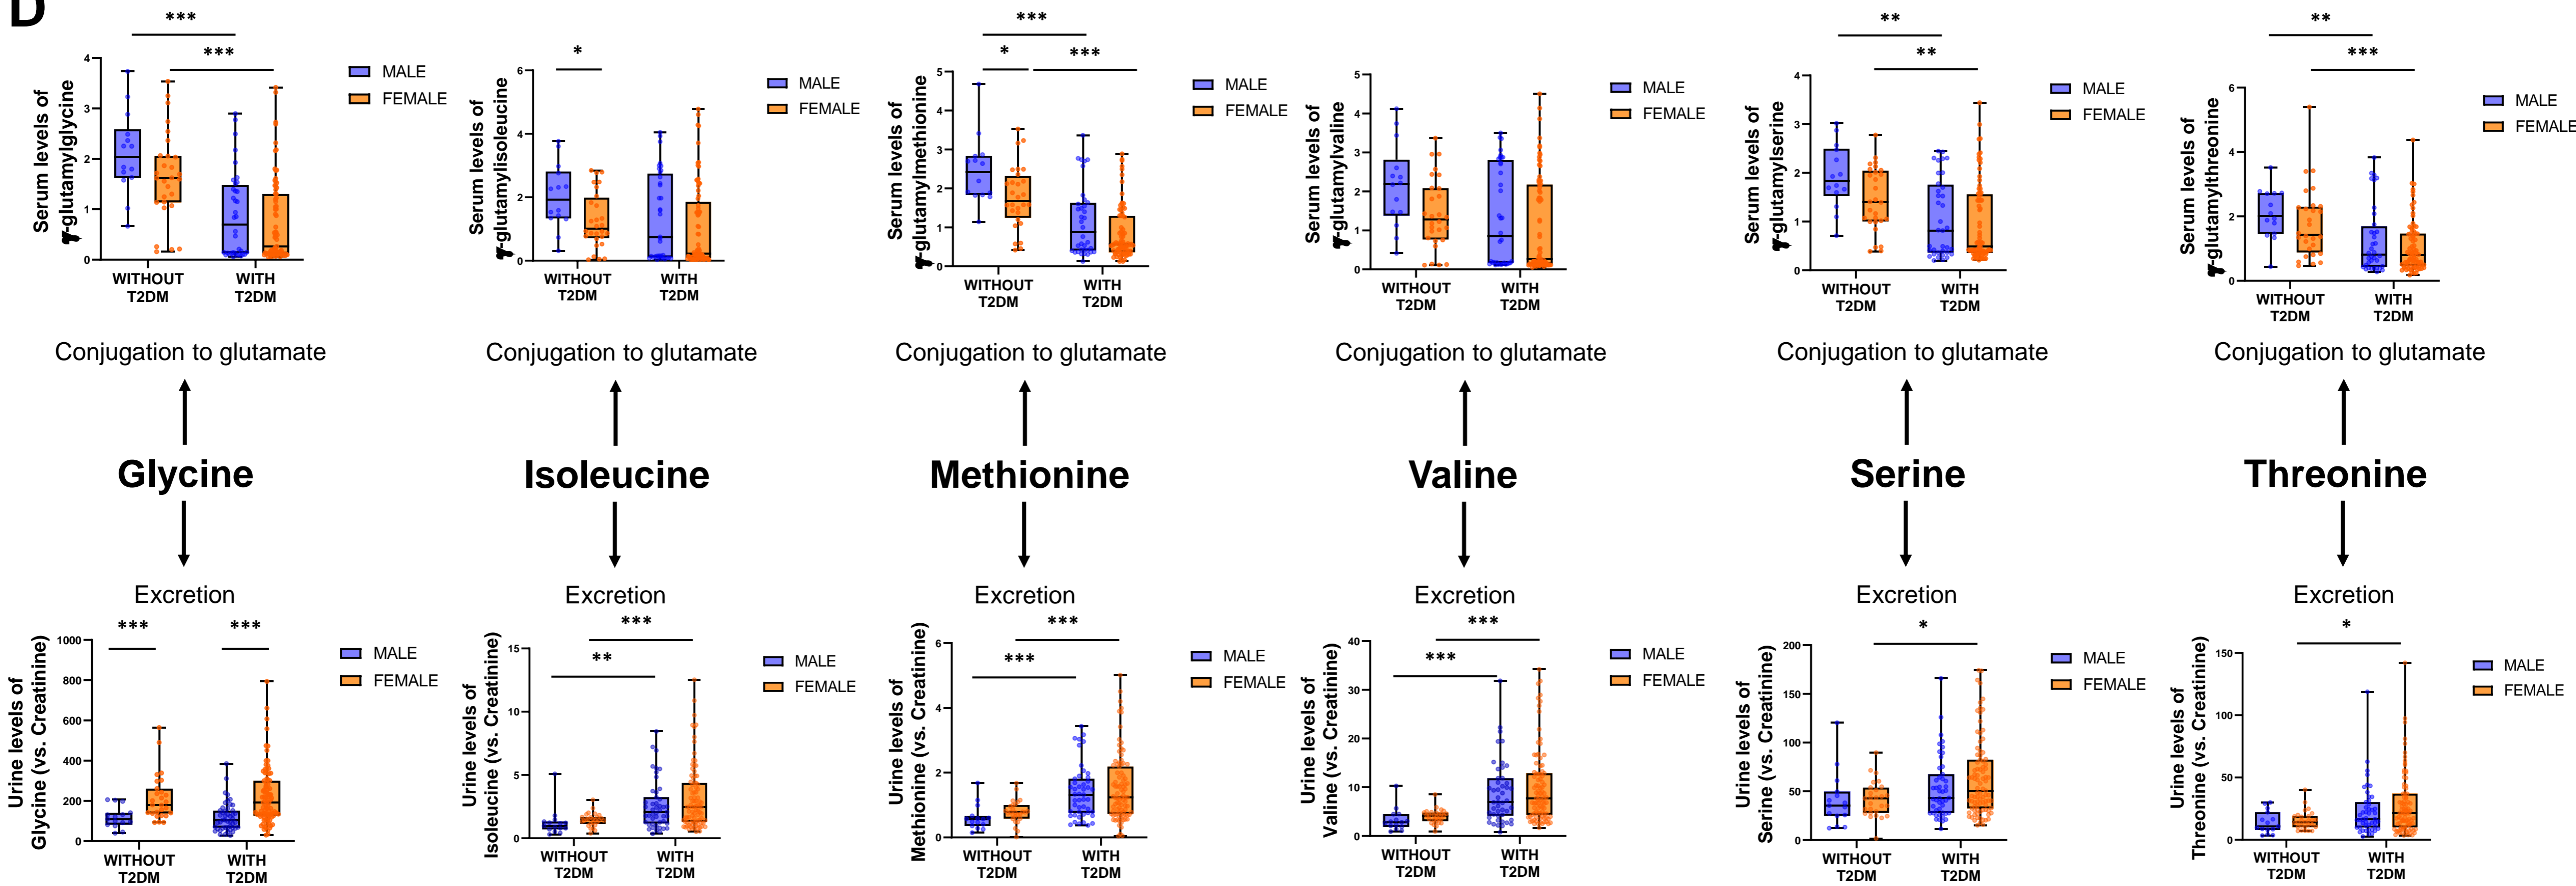 D
***
***
Serum levels of
γ-glutamylglycine
4
3
2
1
0
MALE
FEMALE
WITHOUT
T2DM
WITH
T2DM
*
Serum levels of
γ-glutamylisoleucine
6
4
2
0
MALE
FEMALE
WITHOUT
T2DM
WITH
T2DM
***
*
***
Serum levels of
γ-glutamylmethionine
5
4
3
2
1
0
MALE
FEMALE
WITHOUT
T2DM
WITH
T2DM
Serum levels of
γ-glutamylvaline
5
4
3
2
1
0
MALE
FEMALE
WITHOUT
T2DM
WITH
T2DM
**
**
Serum levels of
γ-glutamylserine
4
3
2
1
0
MALE
FEMALE
WITHOUT
T2DM
WITH
T2DM
**
***
Serum levels of
γ-glutamylthreonine
6
4
2
0
MALE
FEMALE
WITHOUT
T2DM
WITH
T2DM
Conjugation to glutamate
Conjugation to glutamate
Conjugation to glutamate
Conjugation to glutamate
Conjugation to glutamate
Conjugation to glutamate
Glycine
Isoleucine
Methionine
Valine
Serine
Threonine
Excretion
Excretion
Excretion
Excretion
Excretion
Excretion
***
***
Urine levels of
Glycine (vs. Creatinine)
1000
800
600
400
200
0
MALE
FEMALE
WITHOUT
T2DM
WITH
T2DM
***
**
Urine levels of
Isoleucine (vs. Creatinine)
15
10
5
0
MALE
FEMALE
WITHOUT
T2DM
WITH
T2DM
***
***
Urine levels of
Methionine (vs. Creatinine)
6
4
2
0
MALE
FEMALE
WITHOUT
T2DM
WITH
T2DM
***
***
Urine levels of
Valine (vs. Creatinine)
40
30
20
10
0
MALE
FEMALE
WITHOUT
T2DM
WITH
T2DM
*
Urine levels of
Serine (vs. Creatinine)
200
150
100
50
0
MALE
FEMALE
WITHOUT
T2DM
WITH
T2DM
*
Urine levels of
Threonine (vs. Creatinine)
150
100
50
0
MALE
FEMALE
WITHOUT
T2DM
WITH
T2DM